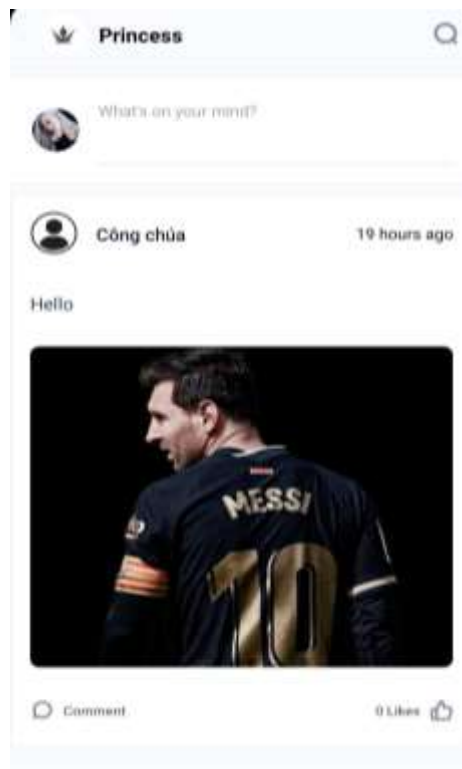 Princess
What's on your mind?
Công chúa
19 hours ago
Hello
MESSI
10
Comment
0 Likes